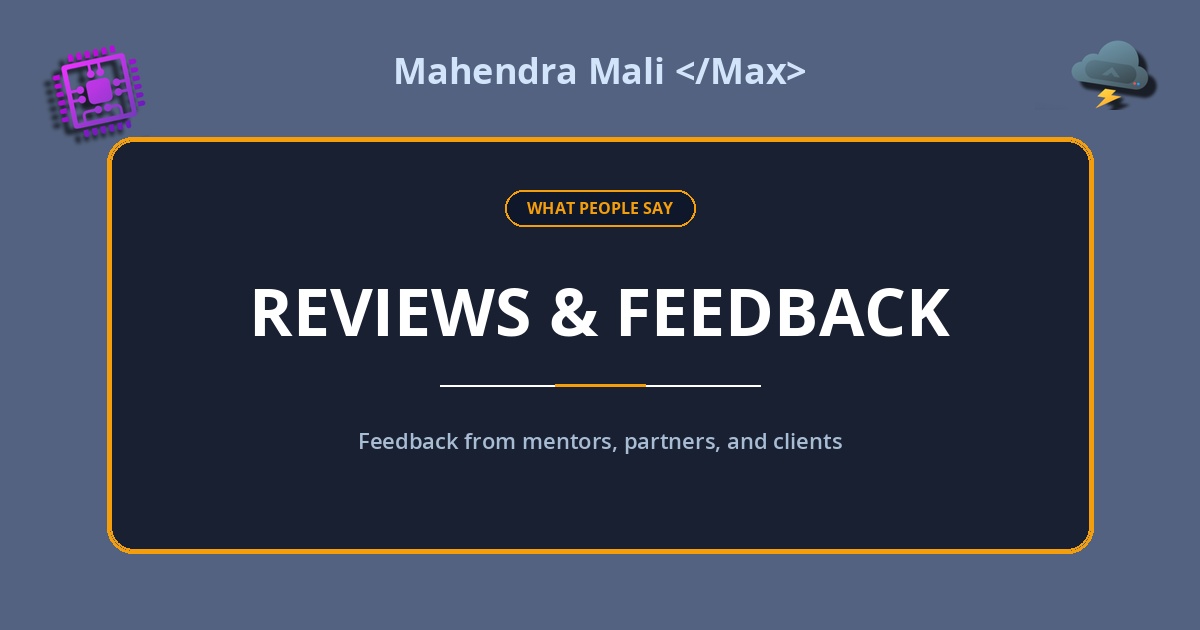 Mahendra Mali </Max>
WHAT PEOPLE SAY
REVIEWS & FEEDBACK
Feedback from mentors, partners, and clients